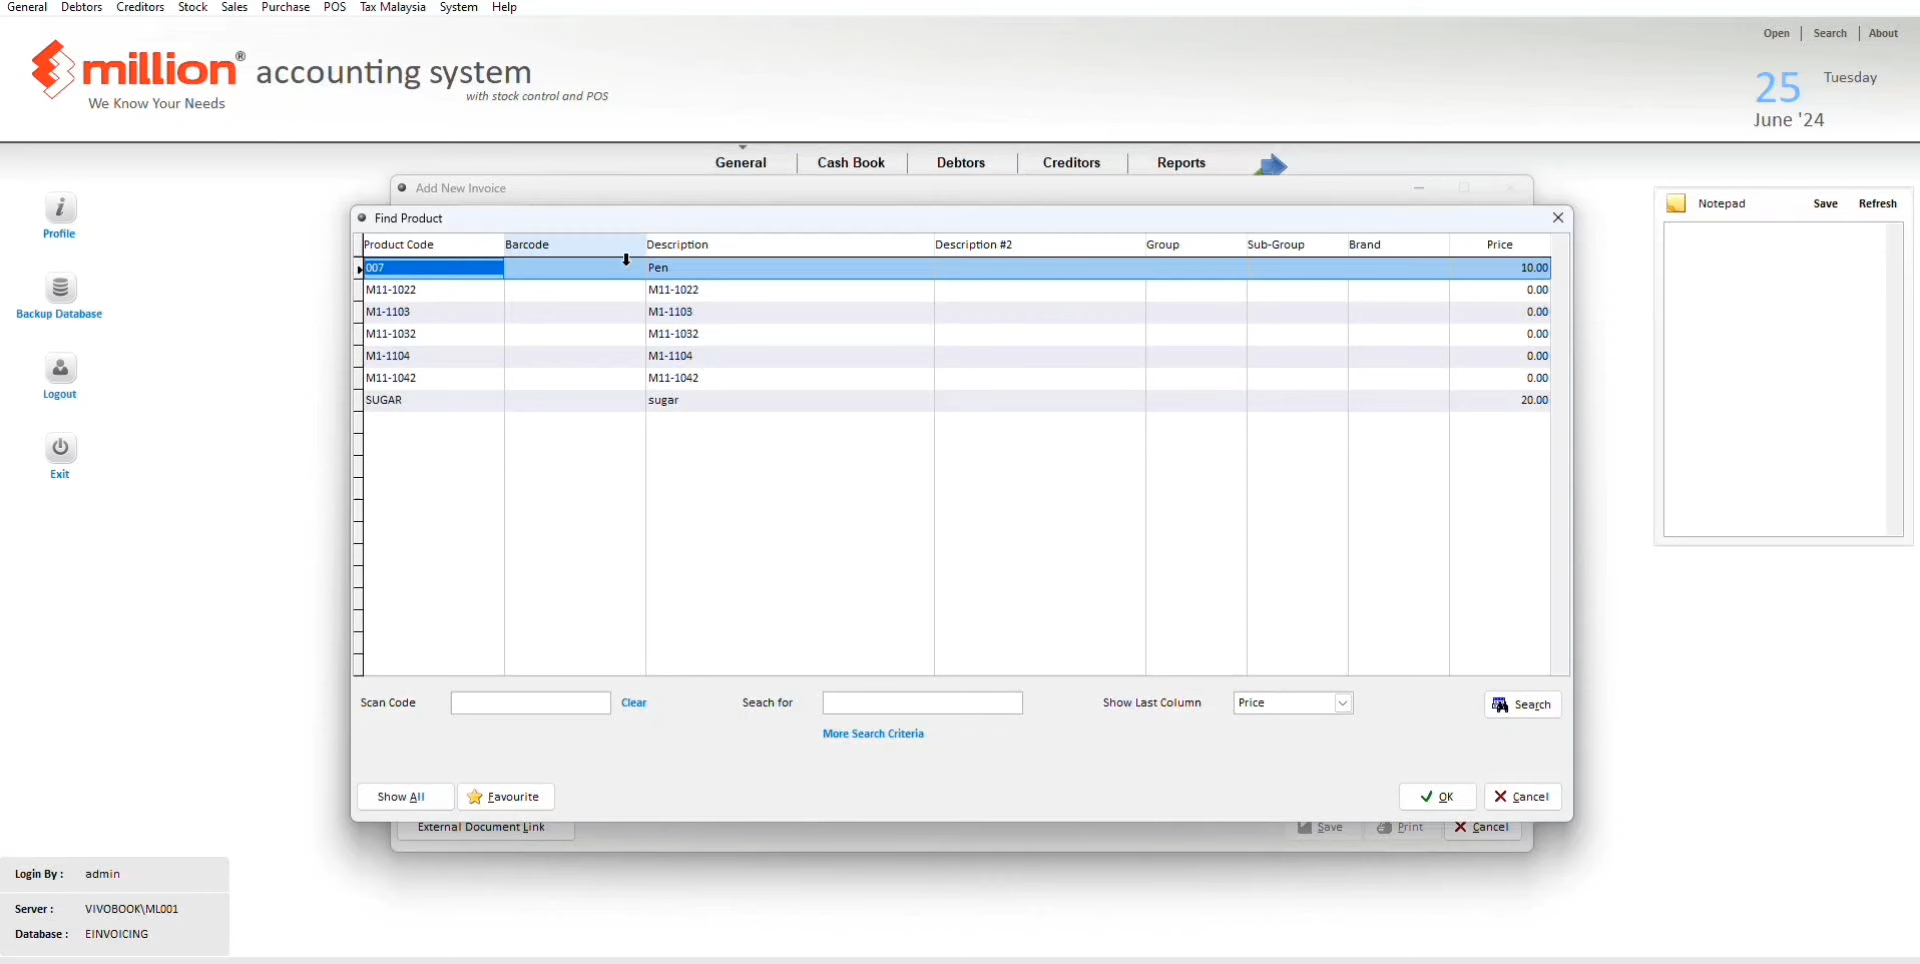 General Debtors Creditors Stock Sales Purchase POS Tax Malaysia System Help
Open Search About
million® accounting system
We Know Your Needs
with stock control and POS
25 Tuesday
June '24
General Cash Book Debtors Creditors Reports
Profile
Backup Database
Logout
Exit
Add New Invoice
Find Product
Product Code Barcode Description Description #2 Group Sub-Group Brand Price
007 Pen 10.00
M11-1022 M11-1022 0.00
M1-1103 M1-1103 0.00
M11-1032 M11-1032 0.00
M1-1104 M1-1104 0.00
M11-1042 M11-1042 0.00
SUGAR sugar 20.00
Scan Code Clear Seach for Show Last Column Price Search
More Search Criteria
Show All Favourite OK Cancel
External Document Link Save Print Cancel
Notepad Save Refresh
Login By : admin
Server : VIVOBOOK\ML001
Database : EINVOICING